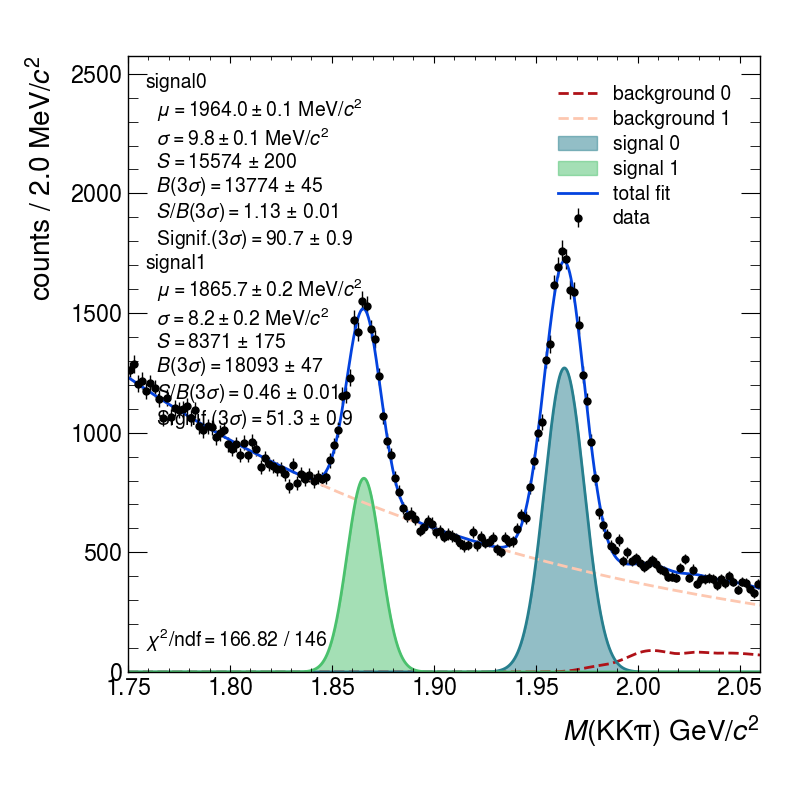 counts / 2.0 MeV/c²
2500
2000
1500
1000
500
0
signal0
μ = 1964.0 ± 0.1 MeV/c²
σ = 9.8 ± 0.1 MeV/c²
S = 15574 ± 200
B(3σ) = 13774 ± 45
S/B(3σ) = 1.13 ± 0.01
Signif.(3σ) = 90.7 ± 0.9
signal1
μ = 1865.7 ± 0.2 MeV/c²
σ = 8.2 ± 0.2 MeV/c²
S = 8371 ± 175
B(3σ) = 18093 ± 47
S/B(3σ) = 0.46 ± 0.01
Signif.(3σ) = 51.3 ± 0.9
background 0
background 1
signal 0
signal 1
total fit
data
χ²/ndf = 166.82 / 146
1.75 1.80 1.85 1.90 1.95 2.00 2.05
M(KKπ) GeV/c²